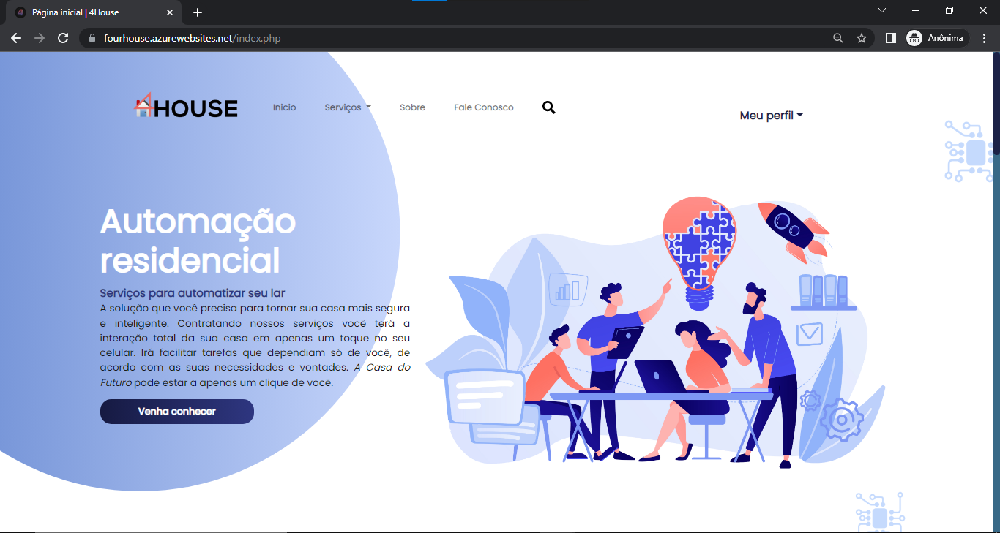 Página inicial | 4House
fourhouse.azurewebsites.net/index.php
Anônima
4HOUSE
Inicio
Serviços
Sobre
Fale Conosco
Meu perfil
Automação
residencial
Serviços para automatizar seu lar
A solução que você precisa para tornar sua casa mais segura
e inteligente. Contratando nossos serviços você terá a
interação total da sua casa em apenas um toque no seu
celular. Irá facilitar tarefas que dependiam só de você, de
acordo com as suas necessidades e vontades. A Casa do
Futuro pode estar a apenas um clique de você.
Venha conhecer